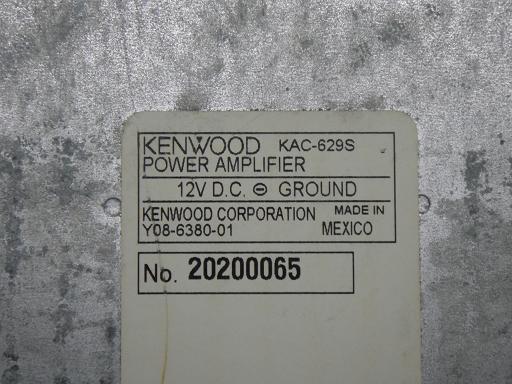 KENWOOD KAC-629S
POWER AMPLIFIER
12V D.C. ⊖ GROUND
KENWOOD CORPORATION MADE IN
Y08-6380-01 MEXICO
No. 20200065